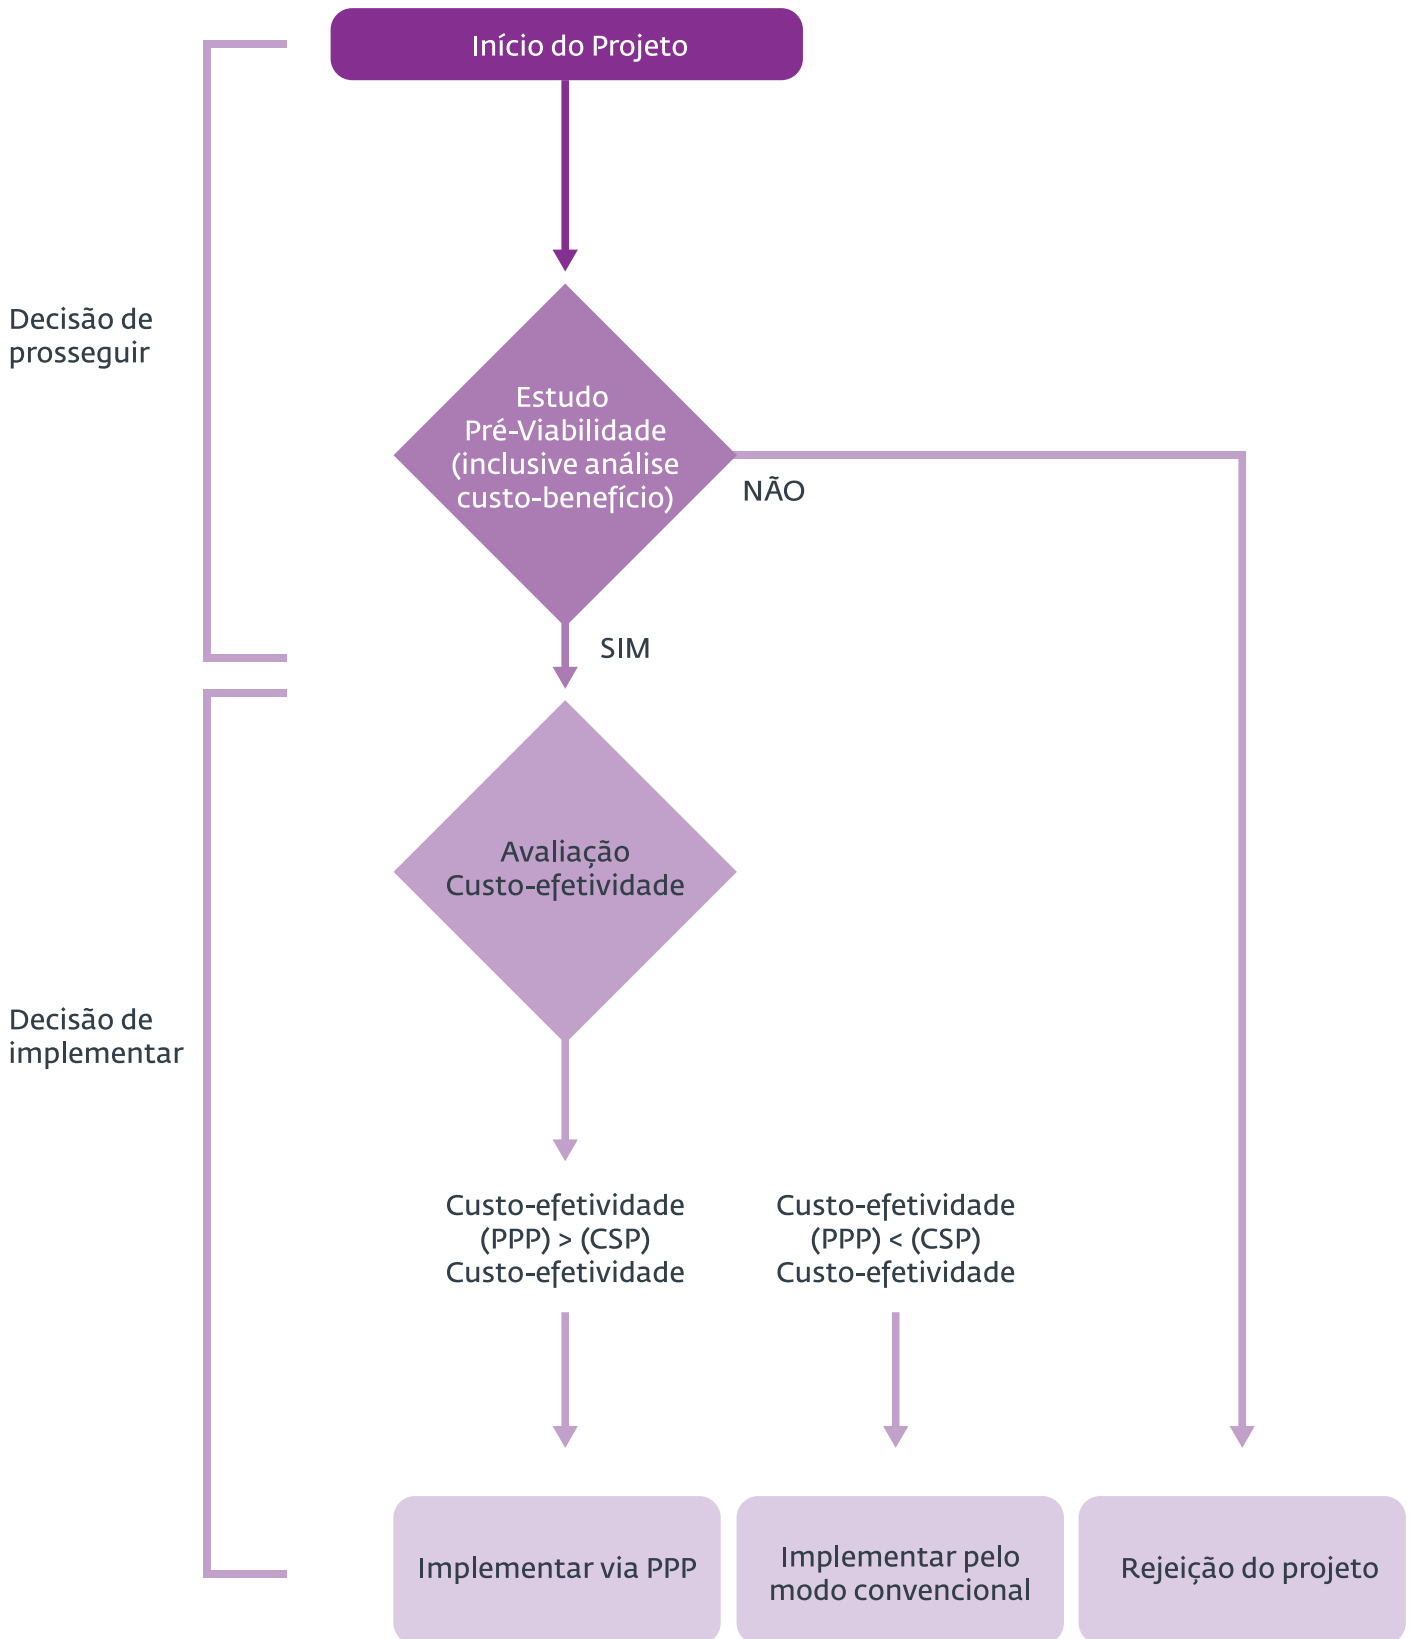 Início do Projeto
Decisão de
prosseguir
Estudo
Pré-Viabilidade
(inclusive análise
custo-benefício)
NÃO
SIM
Avaliação
Custo-efetividade
Decisão de
implementar
Custo-efetividade
(PPP) > (CSP)
Custo-efetividade
Custo-efetividade
(PPP) < (CSP)
Custo-efetividade
Implementar via PPP
Implementar pelo
modo convencional
Rejeição do projeto